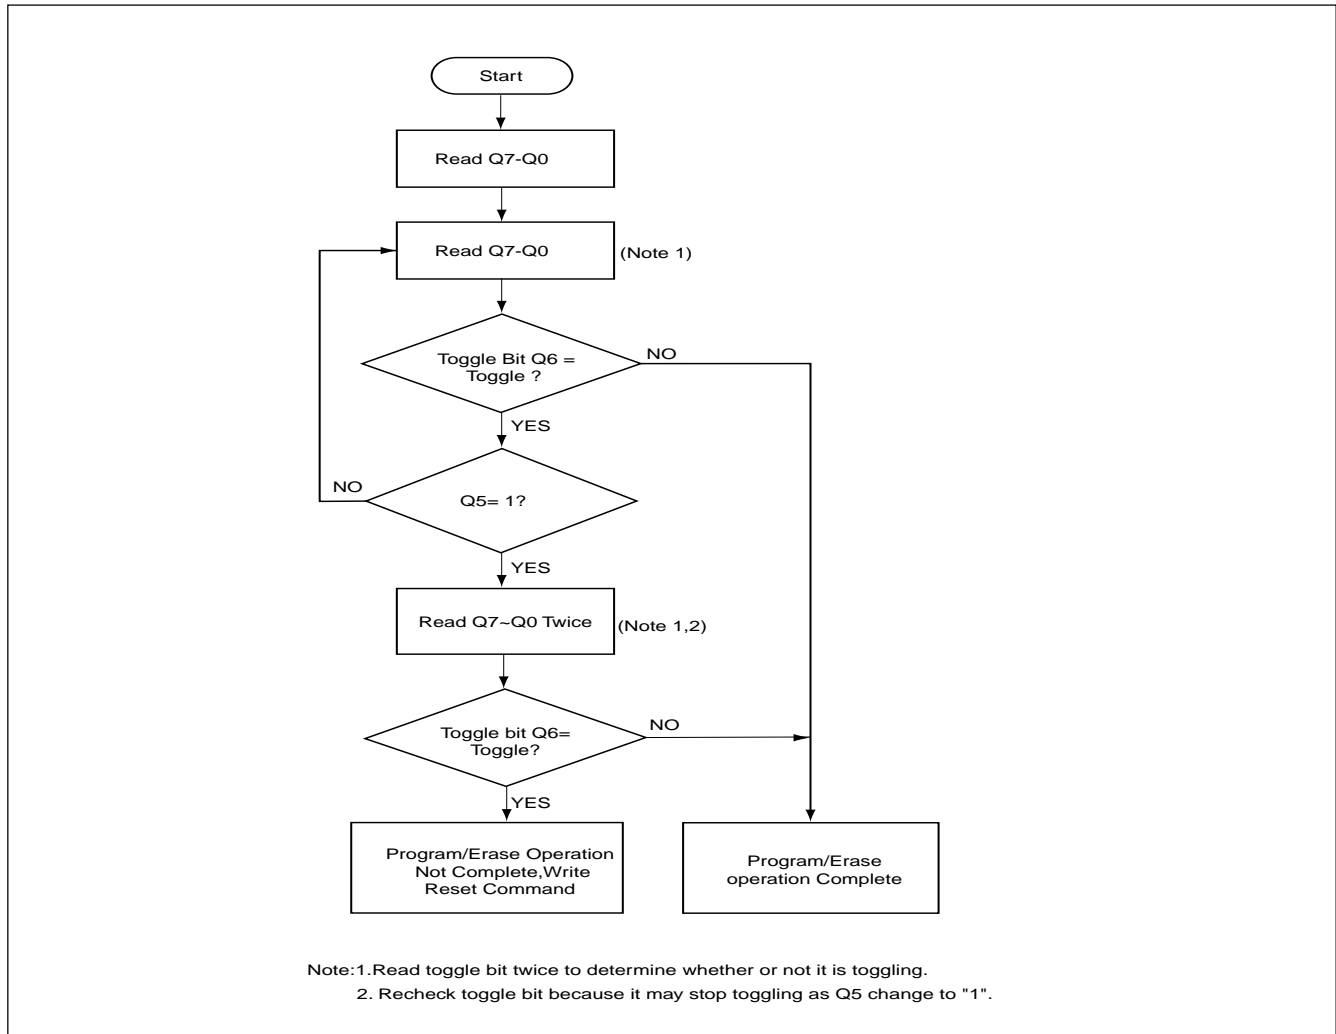 Start
Read Q7-Q0
Read Q7-Q0
(Note 1)
Toggle Bit Q6 =
Toggle ?
NO
YES
Q5= 1?
NO
YES
Read Q7~Q0 Twice
(Note 1,2)
Toggle bit Q6=
Toggle?
NO
YES
Program/Erase Operation
Not Complete,Write
Reset Command
Program/Erase
operation Complete
Note:1.Read toggle bit twice to determine whether or not it is toggling.
2. Recheck toggle bit because it may stop toggling as Q5 change to "1".